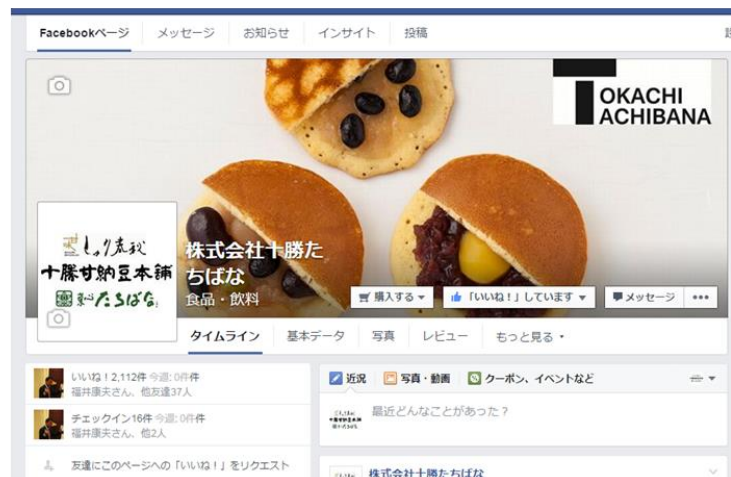 Facebookページ メッセージ お知らせ インサイト 投稿
OKACHI
ACHIBANA
十勝甘納豆本舗
たちばな
株式会社十勝た
ちばな
食品・飲料
購入する
「いいね！」しています
メッセージ
タイムライン 基本データ 写真 レビュー もっと見る
いいね！2,112件 今週: 0件件
福井康夫さん、他友達37人
チェックイン16件 今週: 0件件
福井康夫さん、他2人
友達にこのページへの「いいね！」をリクエスト
近況 写真・動画 クーポン、イベントなど
最近どんなことがあった？
株式会社十勝たちばな